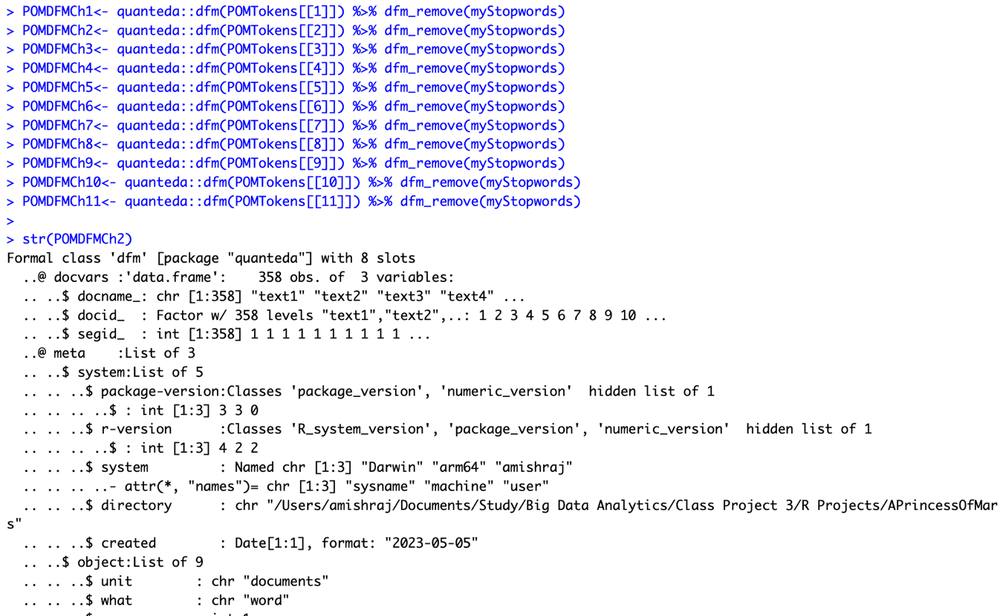 > POMDFMCh1<- quanteda::dfm(POMTokens[[1]]) %>% dfm_remove(myStopwords)
> POMDFMCh2<- quanteda::dfm(POMTokens[[2]]) %>% dfm_remove(myStopwords)
> POMDFMCh3<- quanteda::dfm(POMTokens[[3]]) %>% dfm_remove(myStopwords)
> POMDFMCh4<- quanteda::dfm(POMTokens[[4]]) %>% dfm_remove(myStopwords)
> POMDFMCh5<- quanteda::dfm(POMTokens[[5]]) %>% dfm_remove(myStopwords)
> POMDFMCh6<- quanteda::dfm(POMTokens[[6]]) %>% dfm_remove(myStopwords)
> POMDFMCh7<- quanteda::dfm(POMTokens[[7]]) %>% dfm_remove(myStopwords)
> POMDFMCh8<- quanteda::dfm(POMTokens[[8]]) %>% dfm_remove(myStopwords)
> POMDFMCh9<- quanteda::dfm(POMTokens[[9]]) %>% dfm_remove(myStopwords)
> POMDFMCh10<- quanteda::dfm(POMTokens[[10]]) %>% dfm_remove(myStopwords)
> POMDFMCh11<- quanteda::dfm(POMTokens[[11]]) %>% dfm_remove(myStopwords)
>
> str(POMDFMCh2)
Formal class 'dfm' [package "quanteda"] with 8 slots
  ..@ docvars :'data.frame':	358 obs. of  3 variables:
  .. ..$ docname_: chr [1:358] "text1" "text2" "text3" "text4" ...
  .. ..$ docid_  : Factor w/ 358 levels "text1","text2",..: 1 2 3 4 5 6 7 8 9 10 ...
  .. ..$ segid_  : int [1:358] 1 1 1 1 1 1 1 1 1 1 ...
  ..@ meta    :List of 3
  .. ..$ system:List of 5
  .. .. ..$ package-version:Classes 'package_version', 'numeric_version'  hidden list of 1
  .. .. .. ..$ : int [1:3] 3 3 0
  .. .. ..$ r-version      :Classes 'R_system_version', 'package_version', 'numeric_version'  hidden list of 1
  .. .. .. ..$ : int [1:3] 4 2 2
  .. .. ..$ system         : Named chr [1:3] "Darwin" "arm64" "amishraj"
  .. .. .. ..- attr(*, "names")= chr [1:3] "sysname" "machine" "user"
  .. .. ..$ directory      : chr "/Users/amishraj/Documents/Study/Big Data Analytics/Class Project 3/R Projects/APrincessOfMar
s"
  .. .. ..$ created        : Date[1:1], format: "2023-05-05"
  .. ..$ object:List of 9
  .. .. ..$ unit        : chr "documents"
  .. .. ..$ what        : chr "word"